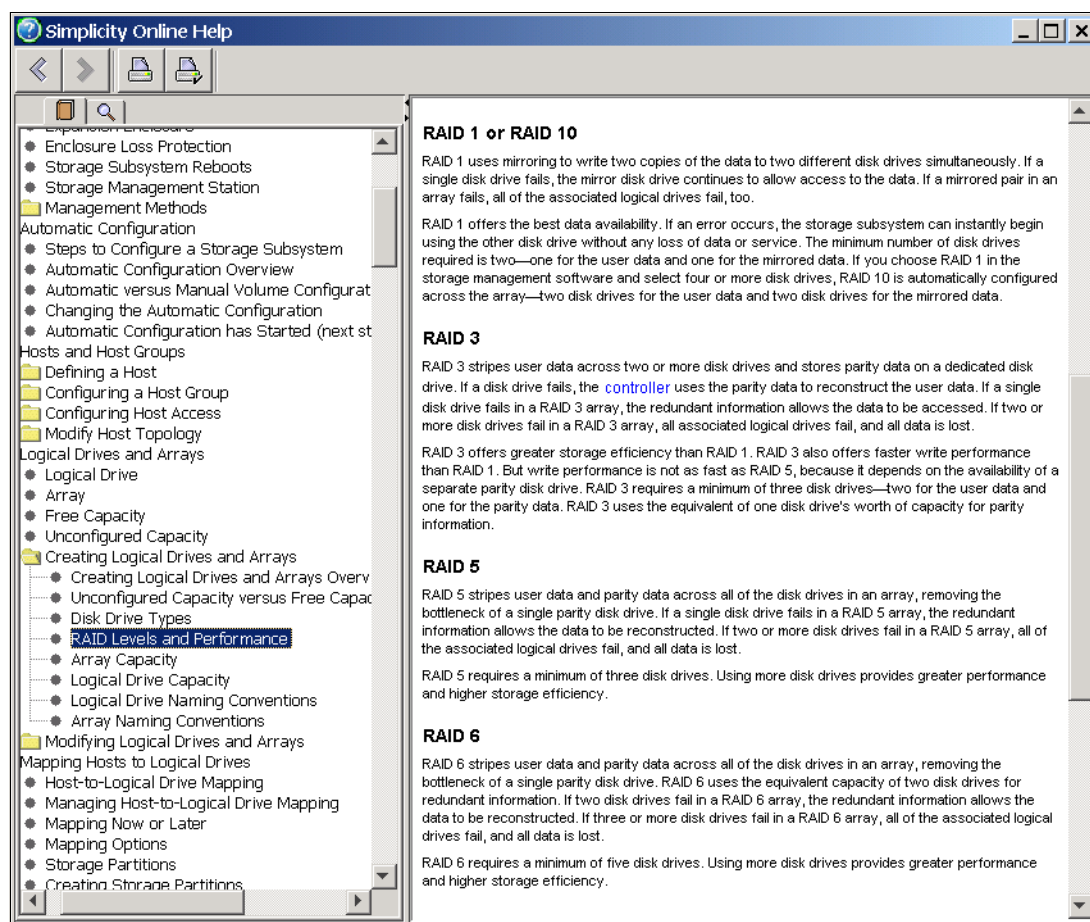 Simplicity Online Help
Expansion Enclosure
Enclosure Loss Protection
Storage Subsystem Reboots
Storage Management Station
Management Methods
Automatic Configuration
Steps to Configure a Storage Subsystem
Automatic Configuration Overview
Automatic versus Manual Volume Configurat
Changing the Automatic Configuration
Automatic Configuration has Started (next st
Hosts and Host Groups
Defining a Host
Configuring a Host Group
Configuring Host Access
Modify Host Topology
Logical Drives and Arrays
Logical Drive
Array
Free Capacity
Unconfigured Capacity
Creating Logical Drives and Arrays
Creating Logical Drives and Arrays Overv
Unconfigured Capacity versus Free Capac
Disk Drive Types
RAID Levels and Performance
Array Capacity
Logical Drive Capacity
Logical Drive Naming Conventions
Array Naming Conventions
Modifying Logical Drives and Arrays
Mapping Hosts to Logical Drives
Host-to-Logical Drive Mapping
Managing Host-to-Logical Drive Mapping
Mapping Now or Later
Mapping Options
Storage Partitions
Creating Storage Partitions
RAID 1 or RAID 10
RAID 1 uses mirroring to write two copies of the data to two different disk drives simultaneously. If a
single disk drive fails, the mirror disk drive continues to allow access to the data. If a mirrored pair in an
array fails, all of the associated logical drives fail, too.
RAID 1 offers the best data availability. If an error occurs, the storage subsystem can instantly begin
using the other disk drive without any loss of data or service. The minimum number of disk drives
required is two—one for the user data and one for the mirrored data. If you choose RAID 1 in the
storage management software and select four or more disk drives, RAID 10 is automatically configured
across the array—two disk drives for the user data and two disk drives for the mirrored data.
RAID 3
RAID 3 stripes user data across two or more disk drives and stores parity data on a dedicated disk
drive. If a disk drive fails, the controller uses the parity data to reconstruct the user data. If a single
disk drive fails in a RAID 3 array, the redundant information allows the data to be accessed. If two or
more disk drives fail in a RAID 3 array, all associated logical drives fail, and all data is lost.
RAID 3 offers greater storage efficiency than RAID 1. RAID 3 also offers faster write performance
than RAID 1. But write performance is not as fast as RAID 5, because it depends on the availability of a
separate parity disk drive. RAID 3 requires a minimum of three disk drives—two for the user data and
one for the parity data. RAID 3 uses the equivalent of one disk drive's worth of capacity for parity
information.
RAID 5
RAID 5 stripes user data and parity data across all of the disk drives in an array, removing the
bottleneck of a single parity disk drive. If a single disk drive fails in a RAID 5 array, the redundant
information allows the data to be reconstructed. If two or more disk drives fail in a RAID 5 array, all of
the associated logical drives fail, and all data is lost.
RAID 5 requires a minimum of three disk drives. Using more disk drives provides greater performance
and higher storage efficiency.
RAID 6
RAID 6 stripes user data and parity data across all of the disk drives in an array, removing the
bottleneck of a single parity disk drive. RAID 6 uses the equivalent capacity of two disk drives for
redundant information. If two disk drives fail in a RAID 6 array, the redundant information allows the
data to be reconstructed. If three or more disk drives fail in a RAID 6 array, all of the associated logical
drives fail, and all data is lost.
RAID 6 requires a minimum of five disk drives. Using more disk drives provides greater performance
and higher storage efficiency.